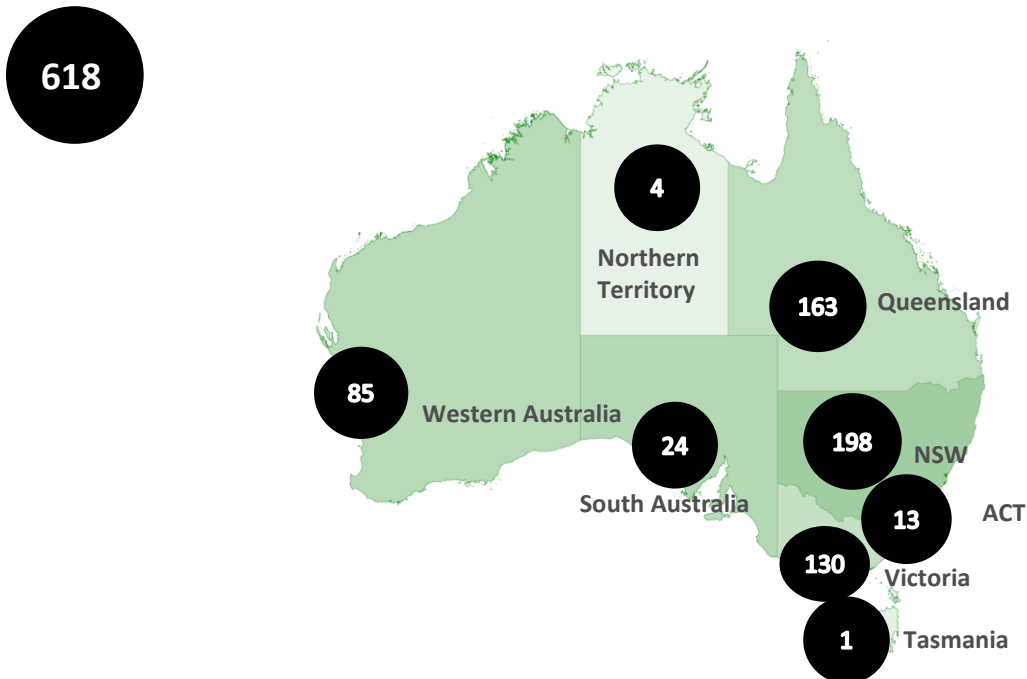 618
4
Northern
Territory
163
Queensland
85
Western Australia
24
South Australia
198
NSW
13
ACT
130
Victoria
1
Tasmania